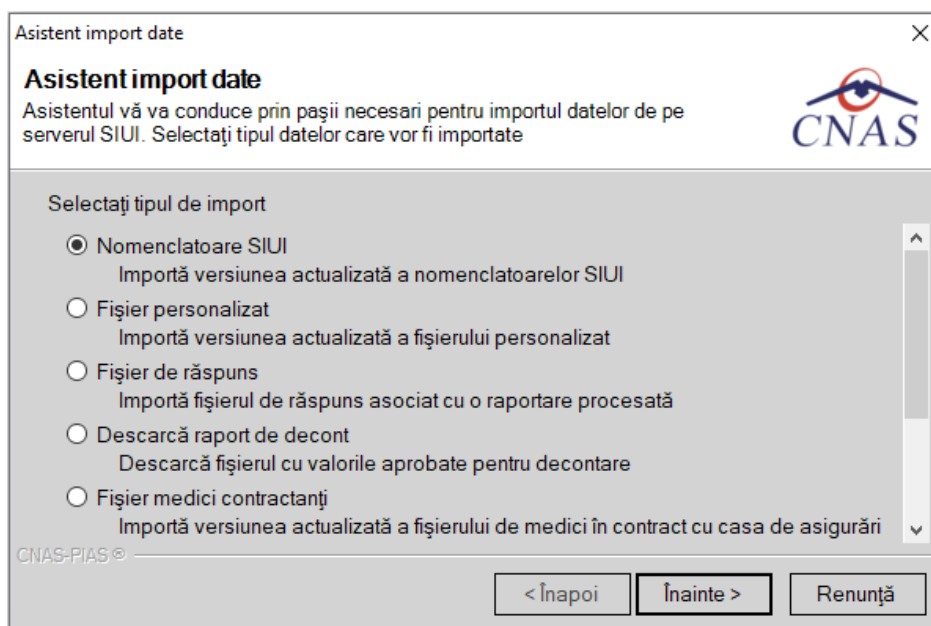 Asistent import date
Asistent import date
Asistentul vă va conduce prin pașii necesari pentru importul datelor de pe
serverul SIUI. Selectaţi tipul datelor care vor fi importate
CNAS
Selectaţi tipul de import
Nomenclatoare SIUI
Importă versiunea actualizată a nomenclatoarelor SIUI
Fişier personalizat
Importă versiunea actualizată a fişierului personalizat
Fişier de răspuns
Importă fişierul de răspuns asociat cu o raportare procesată
Descarcă raport de decont
Descarcă fişierul cu valorile aprobate pentru decontare
Fişier medici contractanţi
Importă versiunea actualizată a fişierului de medici în contract cu casa de asigurări
CNAS-PIAS ®
< Înapoi
Înainte >
Renunţă